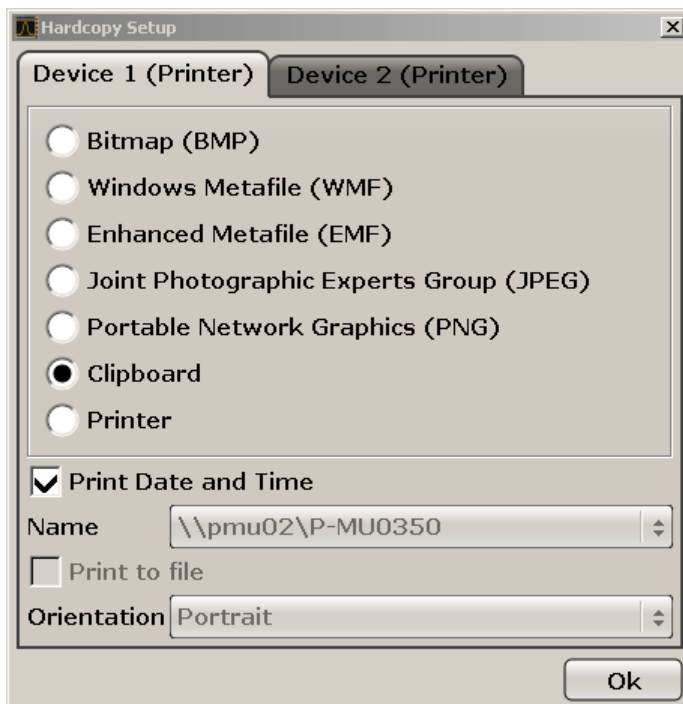 Hardcopy Setup
Device 1 (Printer) Device 2 (Printer)
Bitmap (BMP)
Windows Metafile (WMF)
Enhanced Metafile (EMF)
Joint Photographic Experts Group (JPEG)
Portable Network Graphics (PNG)
Clipboard
Printer
Print Date and Time
Name \\pmu02\P-MU0350
Print to file
Orientation Portrait
Ok